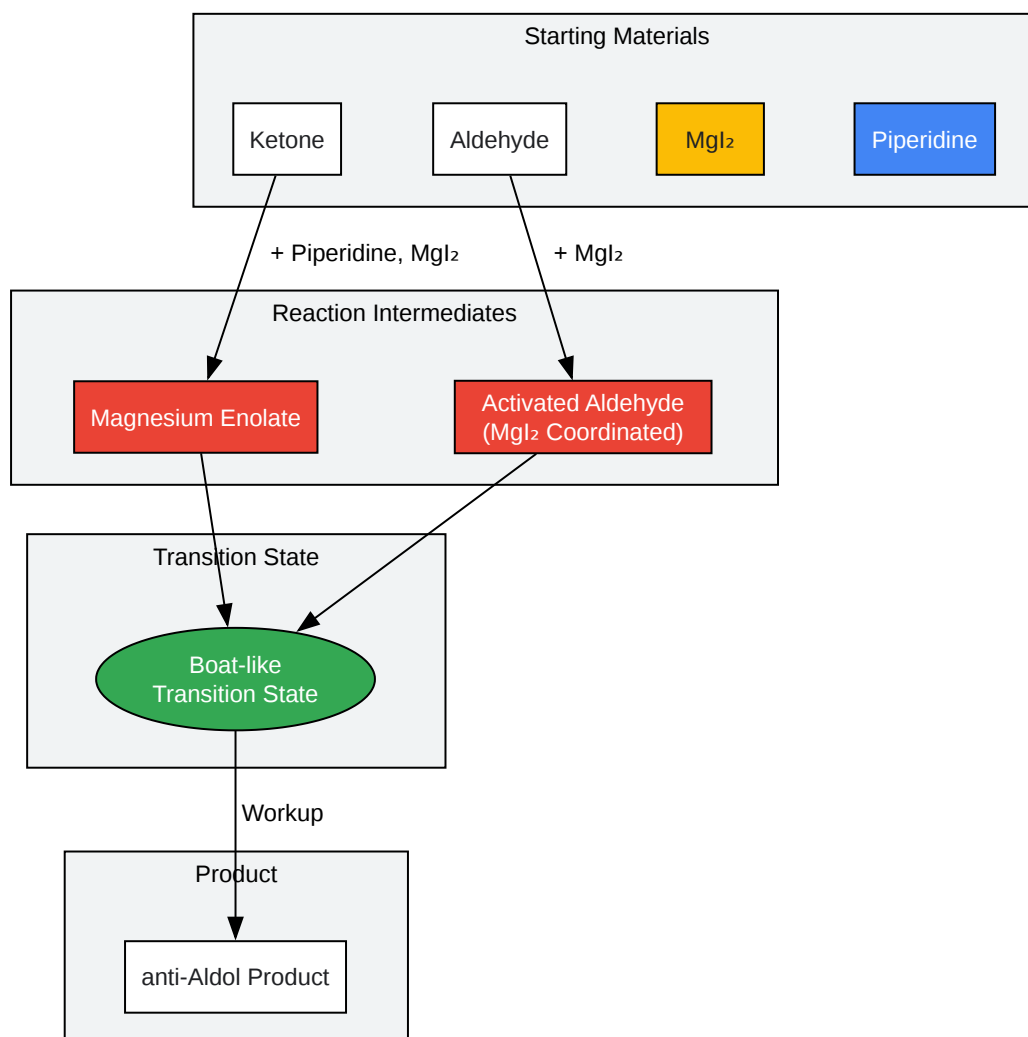 Starting Materials
Ketone
Aldehyde
MgI₂
Piperidine
+ Piperidine, MgI₂
+ MgI₂
Reaction Intermediates
Magnesium Enolate
Activated Aldehyde
(MgI₂ Coordinated)
Transition State
Boat-like
Transition State
Workup
Product
anti-Aldol Product